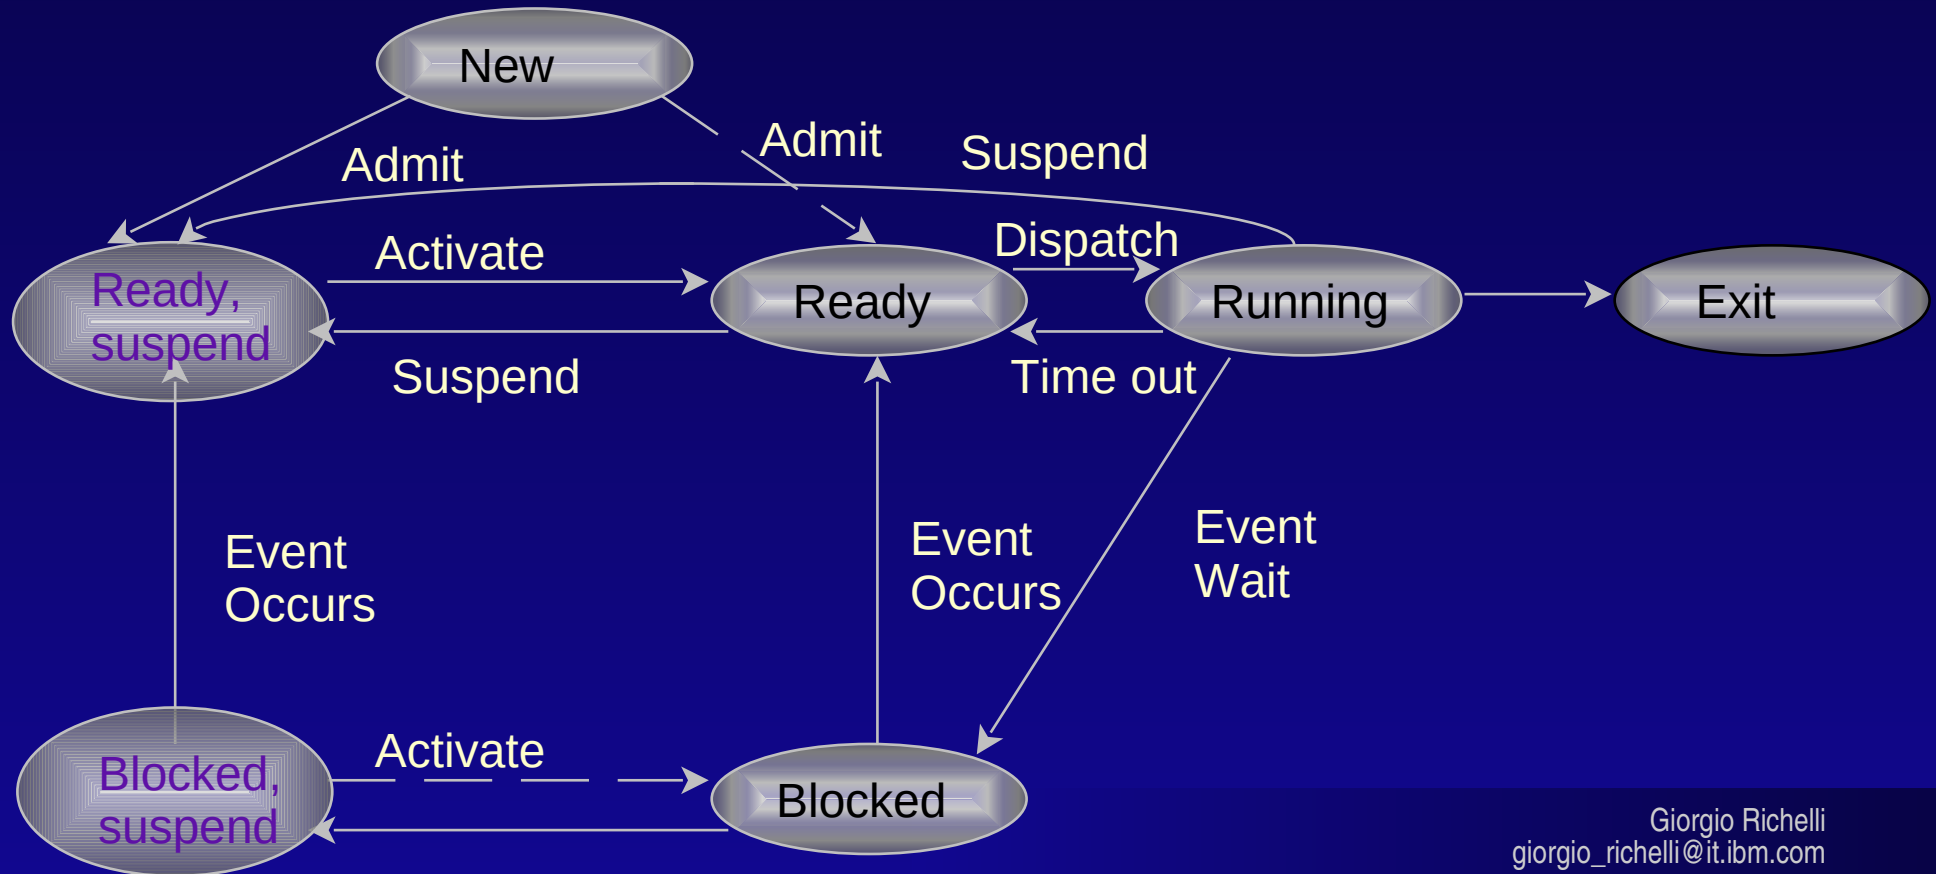 New
Admit
Admit
Suspend
Activate
Dispatch
Ready,
suspend
Ready
Running
Exit
Suspend
Time out
Event
Occurs
Event
Occurs
Event
Wait
Activate
Blocked,
suspend
Blocked
Giorgio Richelli
giorgio_richelli@it.ibm.com